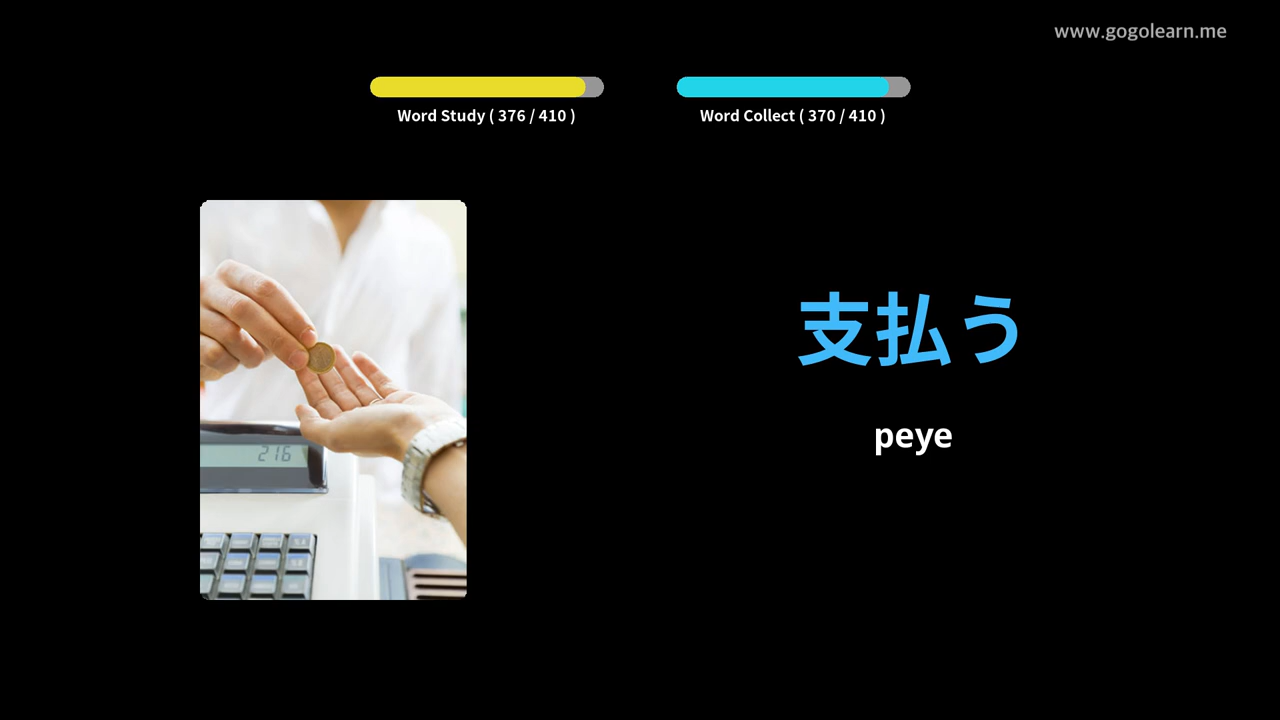 www.gogolearn.me
Word Study ( 376 / 410 )
Word Collect ( 370 / 410 )
支払う
peye
216